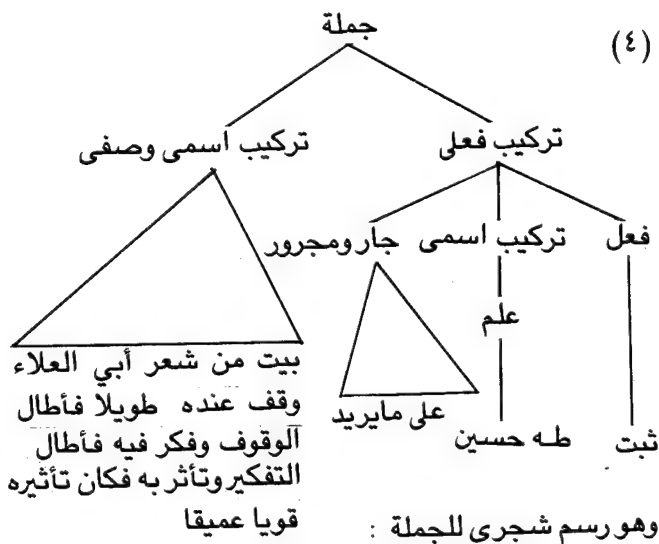 (٤)
جملة
تركيب فعلى
تركيب اسمى وصفى
فعل
تركيب اسمى
جار ومجرور
علم
ثبت
طه حسين
على مايريد
بيت من شعر أبي العلاء
وقف عنده طويلا فأطال
الوقوف وفكر فيه فأطال
التفكير وتأثر به فكان تأثيره
قويا عميقا
وهو رسم شجرى للجملة :